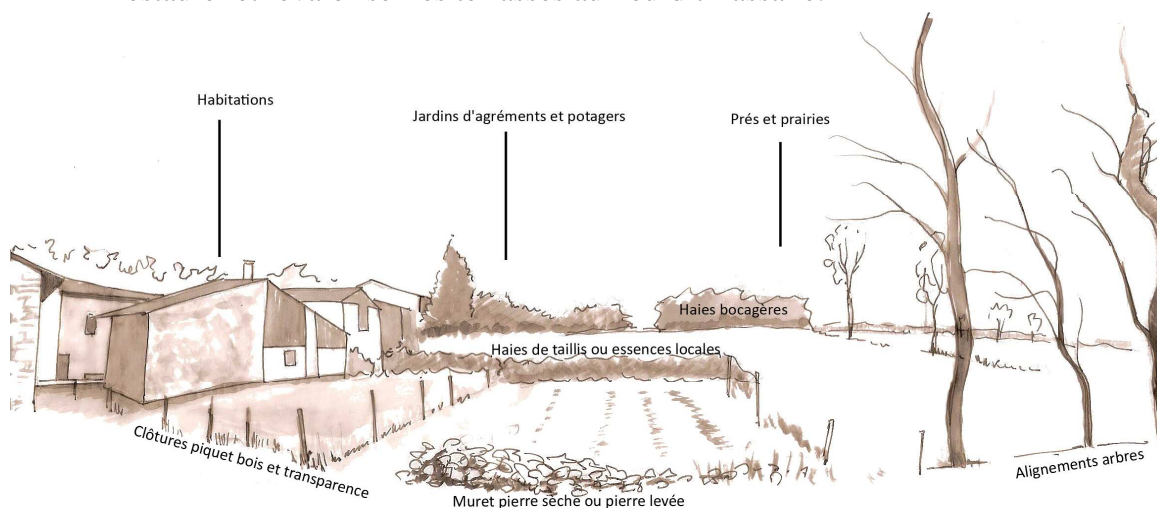 Habitations
Jardins d'agréments et potagers
Prés et prairies
Haies bocagères
Haies de taillis ou essences locales
Clôtures piquet bois et transparence
Alignements arbres
Muret pierre sèche ou pierre levée